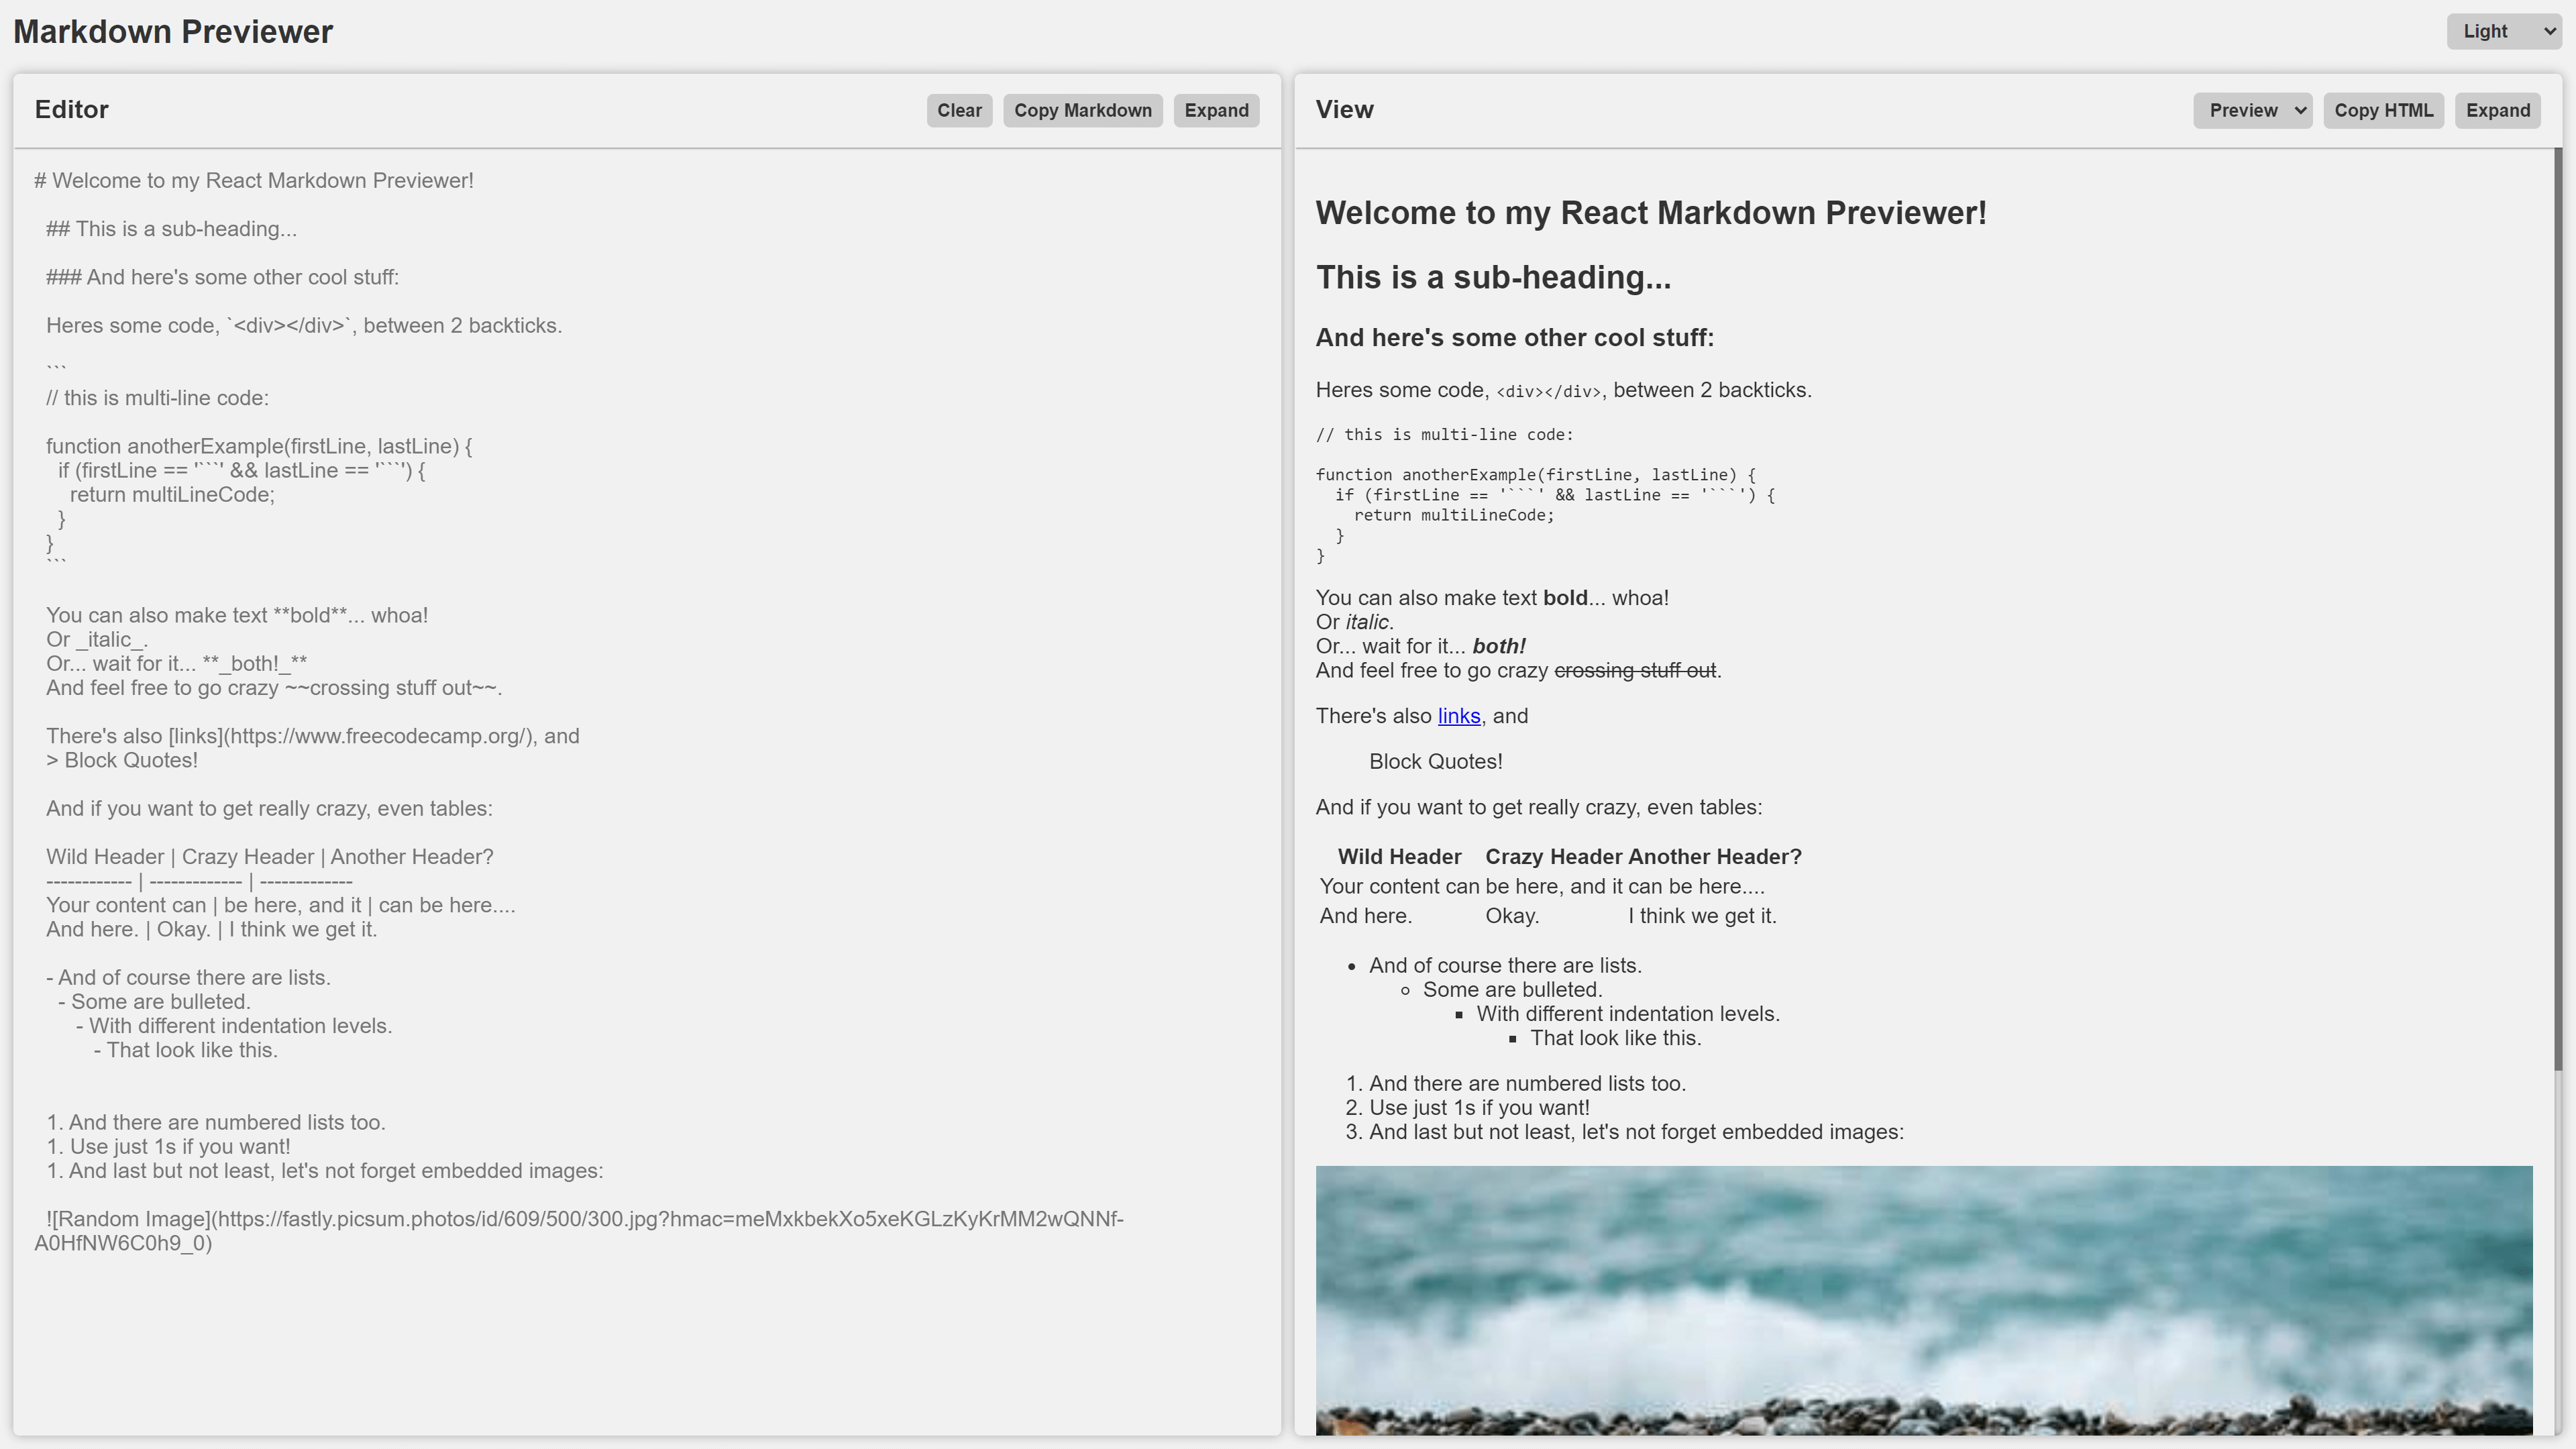 Markdown Previewer
Light
Editor
Clear
Copy Markdown
Expand
# Welcome to my React Markdown Previewer!
## This is a sub-heading...
### And here's some other cool stuff:
Heres some code, `<div></div>`, between 2 backticks.
```
// this is multi-line code:
function anotherExample(firstLine, lastLine) {
if (firstLine == '```' && lastLine == '```') {
return multiLineCode;
}
}
```
You can also make text **bold**... whoa!
Or _italic_.
Or... wait for it... **_both!_**
And feel free to go crazy ~~crossing stuff out~~.
There's also [links](https://www.freecodecamp.org/), and
> Block Quotes!
And if you want to get really crazy, even tables:
Wild Header | Crazy Header | Another Header?
------------ | ------------- | -------------
Your content can | be here, and it | can be here....
And here. | Okay. | I think we get it.
- And of course there are lists.
- Some are bulleted.
- With different indentation levels.
- That look like this.
1. And there are numbered lists too.
1. Use just 1s if you want!
1. And last but not least, let's not forget embedded images:
![Random Image](https://fastly.picsum.photos/id/609/500/300.jpg?hmac=meMxkbekXo5xeKGLzKyKrMM2wQNNf-
A0HfNW6C0h9_0)
View
Preview
Copy HTML
Expand
Welcome to my React Markdown Previewer!
This is a sub-heading...
And here's some other cool stuff:
Heres some code, <div></div>, between 2 backticks.
// this is multi-line code:
function anotherExample(firstLine, lastLine) {
if (firstLine == '```' && lastLine == '```') {
return multiLineCode;
}
}
You can also make text bold... whoa!
Or italic.
Or... wait for it... both!
And feel free to go crazy crossing stuff out.
There's also links, and
Block Quotes!
And if you want to get really crazy, even tables:
Wild Header Crazy Header Another Header?
Your content can be here, and it can be here....
And here. Okay. I think we get it.
• And of course there are lists.
◦ Some are bulleted.
▪ With different indentation levels.
▪ That look like this.
1. And there are numbered lists too.
2. Use just 1s if you want!
3. And last but not least, let's not forget embedded images: